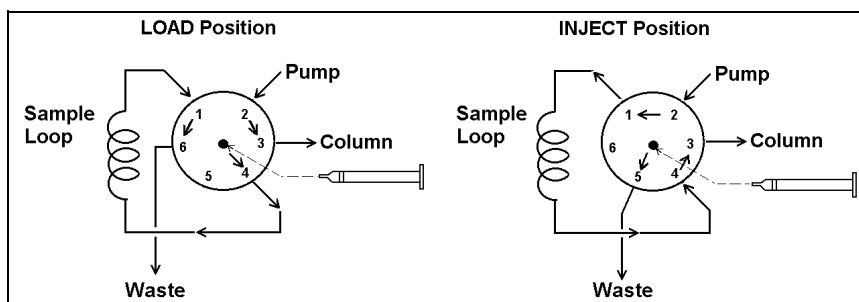 LOAD Position
Pump
Sample
Loop
1
2
6
3
Column
5
4
Waste
INJECT Position
Pump
Sample
Loop
1
2
6
3
Column
5
4
Waste